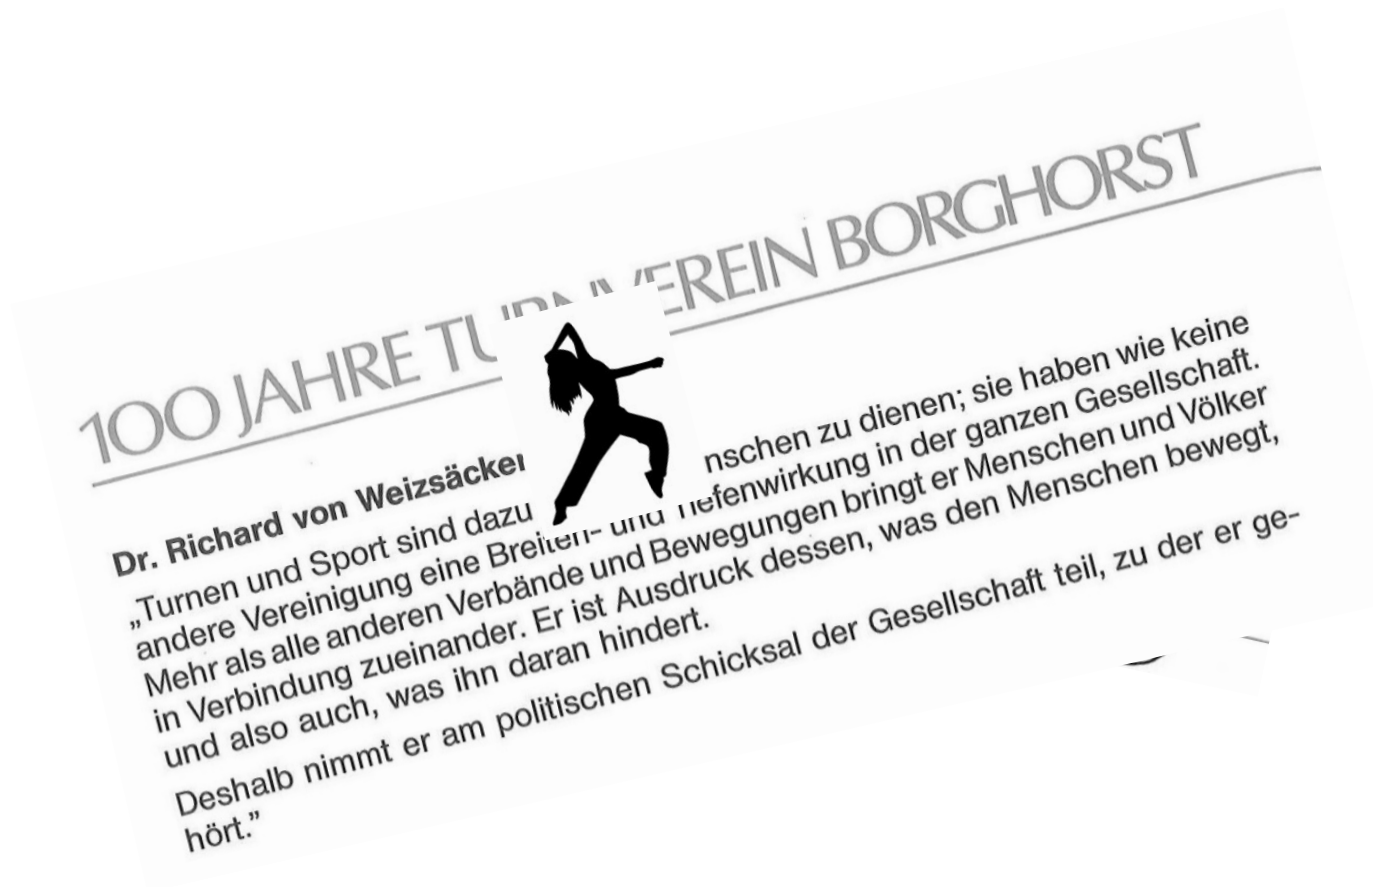 100 JAHRE TURNVEREIN BORGHORST
Dr. Richard von Weizsäcker
„Turnen und Sport sind dazu nschen zu dienen; sie haben wie keine
andere Vereinigung eine Breiten- und Tiefenwirkung in der ganzen Gesellschaft.
Mehr als alle anderen Verbände und Bewegungen bringt er Menschen und Völker
in Verbindung zueinander. Er ist Ausdruck dessen, was den Menschen bewegt,
und also auch, was ihn daran hindert.
Deshalb nimmt er am politischen Schicksal der Gesellschaft teil, zu der er ge-
hört.”